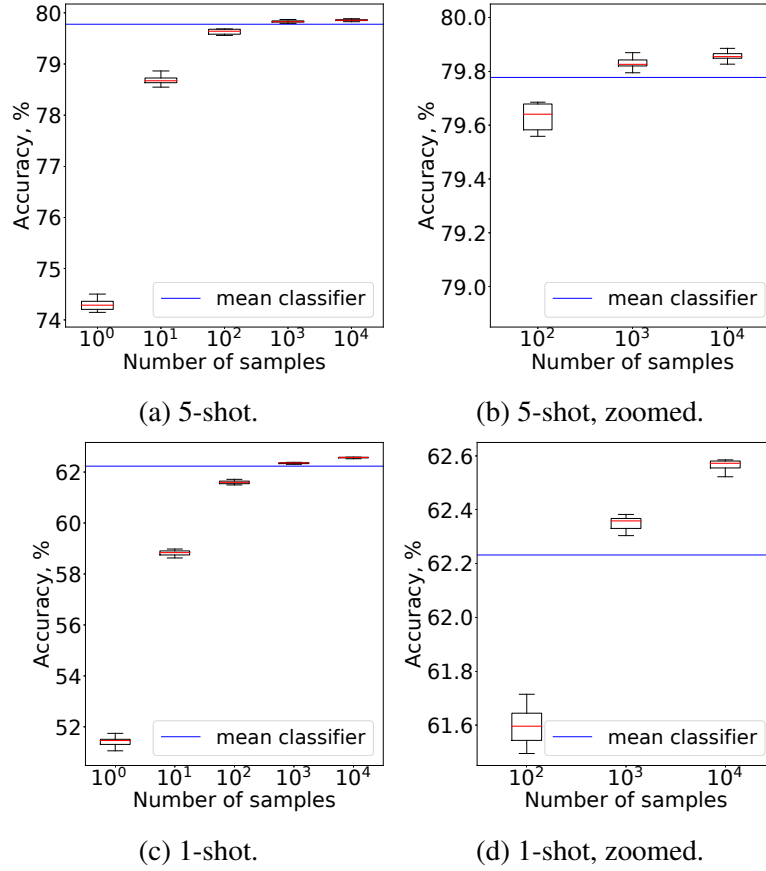 80
79
78
77
76
75
74
Accuracy, %
mean classifier
10^0 10^1 10^2 10^3 10^4
Number of samples
(a) 5-shot.
80.0
79.8
79.6
79.4
79.2
79.0
Accuracy, %
mean classifier
10^2 10^3 10^4
Number of samples
(b) 5-shot, zoomed.
62
60
58
56
54
52
Accuracy, %
mean classifier
10^0 10^1 10^2 10^3 10^4
Number of samples
(c) 1-shot.
62.6
62.4
62.2
62.0
61.8
61.6
Accuracy, %
mean classifier
10^2 10^3 10^4
Number of samples
(d) 1-shot, zoomed.